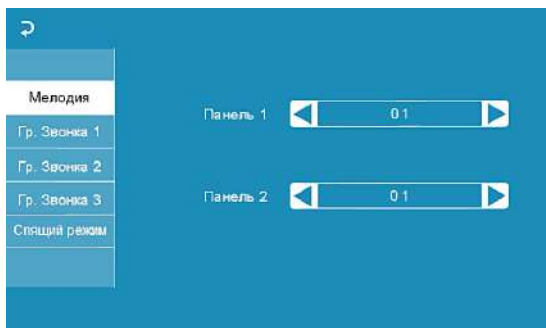 Мелодия
Гр. Звонка 1
Гр. Звонка 2
Гр. Звонка 3
Спящий режим
Панель 1 01
Панель 2 01